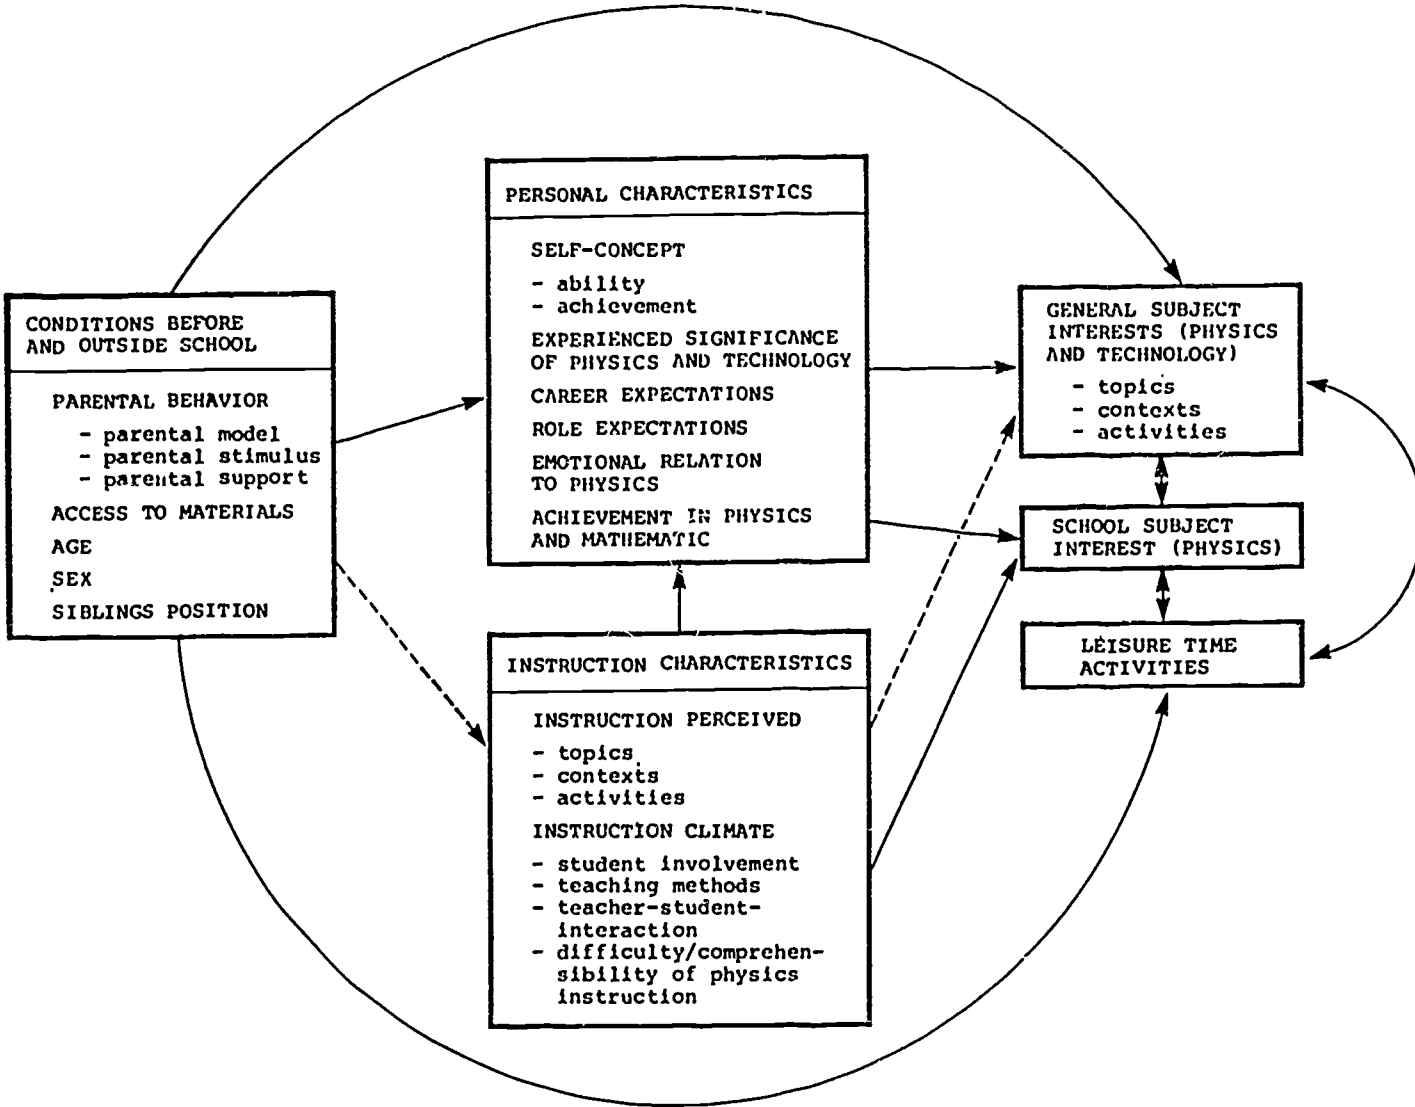 CONDITIONS BEFORE
AND OUTSIDE SCHOOL
PARENTAL BEHAVIOR
- parental model
- parental stimulus
- parental support
ACCESS TO MATERIALS
AGE
SEX
SIBLINGS POSITION
PERSONAL CHARACTERISTICS
SELF-CONCEPT
- ability
- achievement
EXPERIENCED SIGNIFICANCE
OF PHYSICS AND TECHNOLOGY
CAREER EXPECTATIONS
ROLE EXPECTATIONS
EMOTIONAL RELATION
TO PHYSICS
ACHIEVEMENT IN PHYSICS
AND MATHEMATIC
INSTRUCTION CHARACTERISTICS
INSTRUCTION PERCEIVED
- topics
- contexts
- activities
INSTRUCTION CLIMATE
- student involvement
- teaching methods
- teacher-student-
interaction
- difficulty/comprehen-
sibility of physics
instruction
GENERAL SUBJECT
INTERESTS (PHYSICS
AND TECHNOLOGY)
- topics
- contexts
- activities
SCHOOL SUBJECT
INTEREST (PHYSICS)
LEISURE TIME
ACTIVITIES